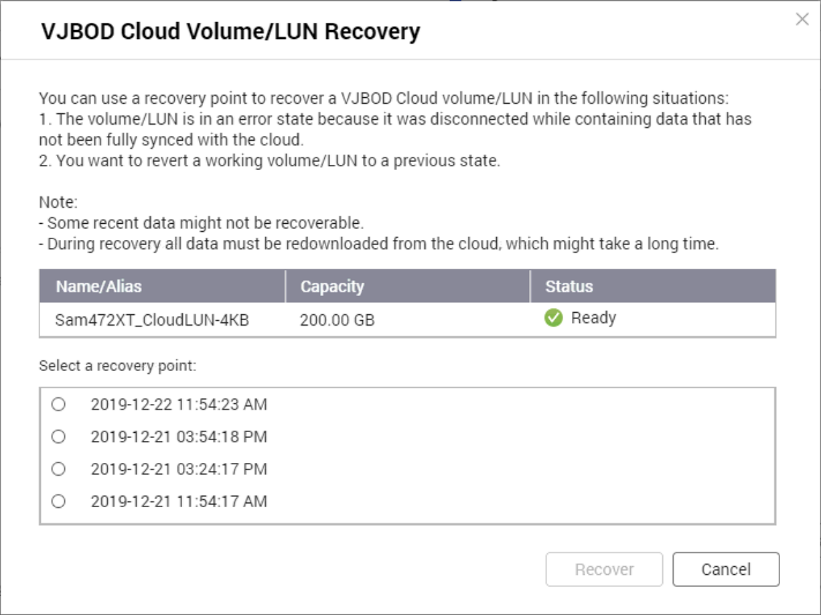 VJBOD Cloud Volume/LUN Recovery
You can use a recovery point to recover a VJBOD Cloud volume/LUN in the following situations:
1. The volume/LUN is in an error state because it was disconnected while containing data that has
not been fully synced with the cloud.
2. You want to revert a working volume/LUN to a previous state.
Note:
- Some recent data might not be recoverable.
- During recovery all data must be redownloaded from the cloud, which might take a long time.
Name/Alias Capacity Status
Sam472XT_CloudLUN-4KB 200.00 GB Ready
Select a recovery point:
2019-12-22 11:54:23 AM
2019-12-21 03:54:18 PM
2019-12-21 03:24:17 PM
2019-12-21 11:54:17 AM
Recover Cancel